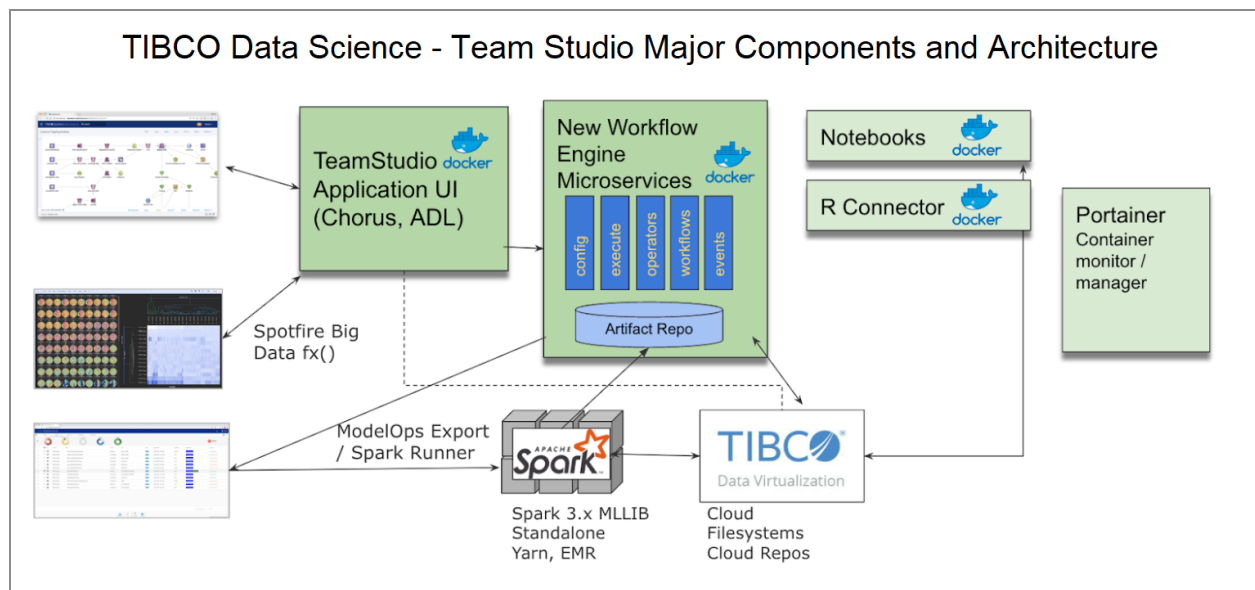 TIBCO Data Science - Team Studio Major Components and Architecture
TeamStudio
Application UI
(Chorus, ADL)
docker
New Workflow
Engine
Microservices
docker
config
execute
operators
workflows
events
Artifact Repo
Notebooks
docker
R Connector
docker
Portainer
Container
monitor /
manager
Spotfire Big
Data fx()
ModelOps Export
/ Spark Runner
APACHE
Spark
Spark 3.x MLLIB
Standalone
Yarn, EMR
TIBCO®
Data Virtualization
Cloud
Filesystems
Cloud Repos